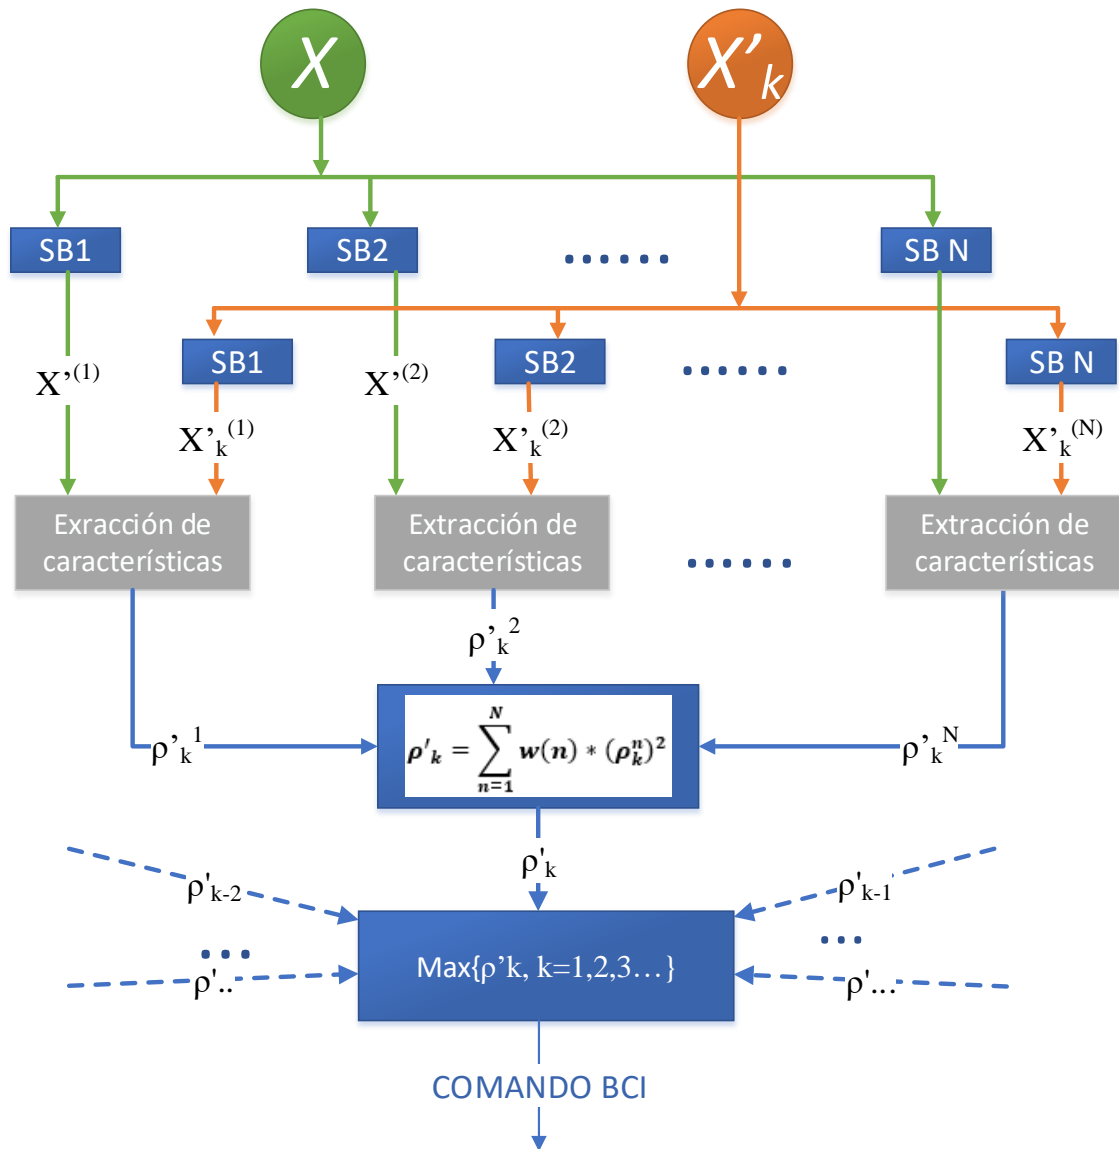 X X'ₖ
SB1 SB2 ....... SB N
SB1 SB2 ...... SB N
X’⁽¹⁾ X’⁽²⁾
X’ₖ⁽¹⁾ X’ₖ⁽²⁾ X’ₖ⁽ᴺ⁾
Exracción de
características
Extracción de
características
......
Extracción de
características
ρ’ₖ²
ρ’ₖ¹
ρ'ₖ = ∑ₙ₌₁ᴺ w(n) * (ρₖⁿ)²
ρ’ₖᴺ
ρ'ₖ
ρ'ₖ₋₂ ρ'ₖ₋₁
... ...
Max{ρ’k, k=1,2,3...}
ρ'.. ρ'...
COMANDO BCI